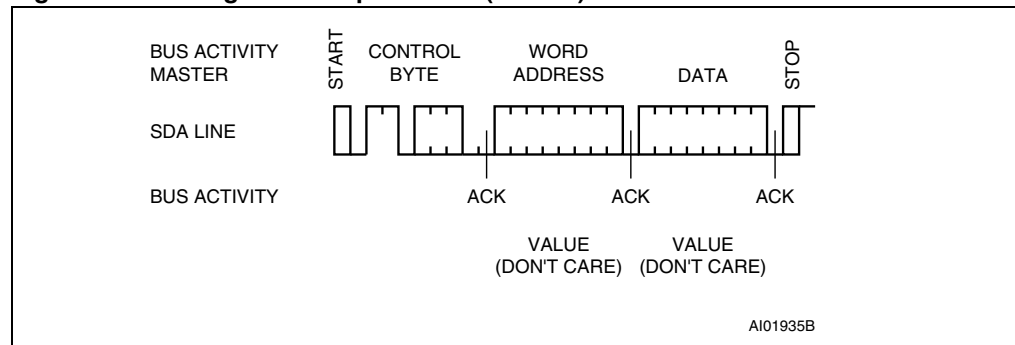 BUS ACTIVITY
MASTER
START
CONTROL
BYTE
WORD
ADDRESS
DATA
STOP
SDA LINE
BUS ACTIVITY
ACK
ACK
ACK
VALUE
(DON'T CARE)
VALUE
(DON'T CARE)
AI01935B